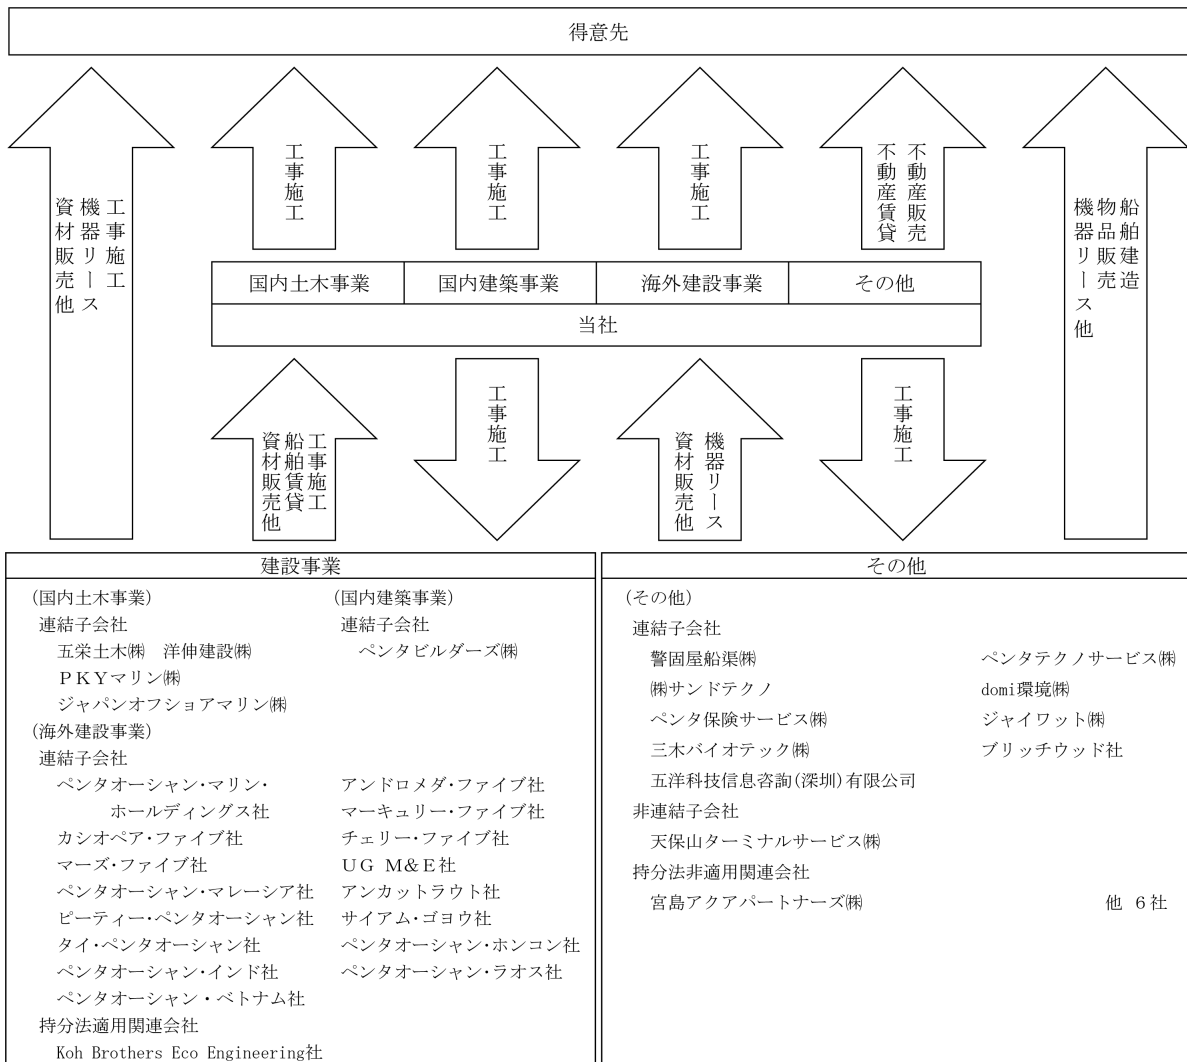 得意先
工事施工
機器リース
資材販売他
工事施工
工事施工
工事施工
不動産販売
不動産賃貸
船舶建造
物品販売
機器リース他
国内土木事業 国内建築事業 海外建設事業 その他
当社
工事施工
船舶賃貸
資材販売他
工事施工
機器リース
資材販売他
工事施工
建設事業
(国内土木事業) (国内建築事業)
連結子会社 連結子会社
五栄土木㈱ 洋伸建設㈱ ペンタビルダーズ㈱
PKYマリン㈱
ジャパンオフショアマリン㈱
(海外建設事業)
連結子会社
ペンタオーシャン・マリン・ アンドロメダ・ファイブ社
ホールディングス社 マーキュリー・ファイブ社
カシオペア・ファイブ社 チェリー・ファイブ社
マーズ・ファイブ社 UG M&E社
ペンタオーシャン・マレーシア社 アンカットラウト社
ピーティー・ペンタオーシャン社 サイアム・ゴヨウ社
タイ・ペンタオーシャン社 ペンタオーシャン・ホンコン社
ペンタオーシャン・インド社 ペンタオーシャン・ラオス社
ペンタオーシャン・ベトナム社
持分法適用関連会社
Koh Brothers Eco Engineering社
その他
(その他)
連結子会社
警固屋船渠㈱ ペンタテクノサービス㈱
㈱サンドテクノ domi環境㈱
ペンタ保険サービス㈱ ジャイワット㈱
三木バイオテック㈱ ブリッチウッド社
五洋科技信息咨詢(深圳)有限公司
非連結子会社
天保山ターミナルサービス㈱
持分法非適用関連会社
宮島アクアパートナーズ㈱ 他 6社